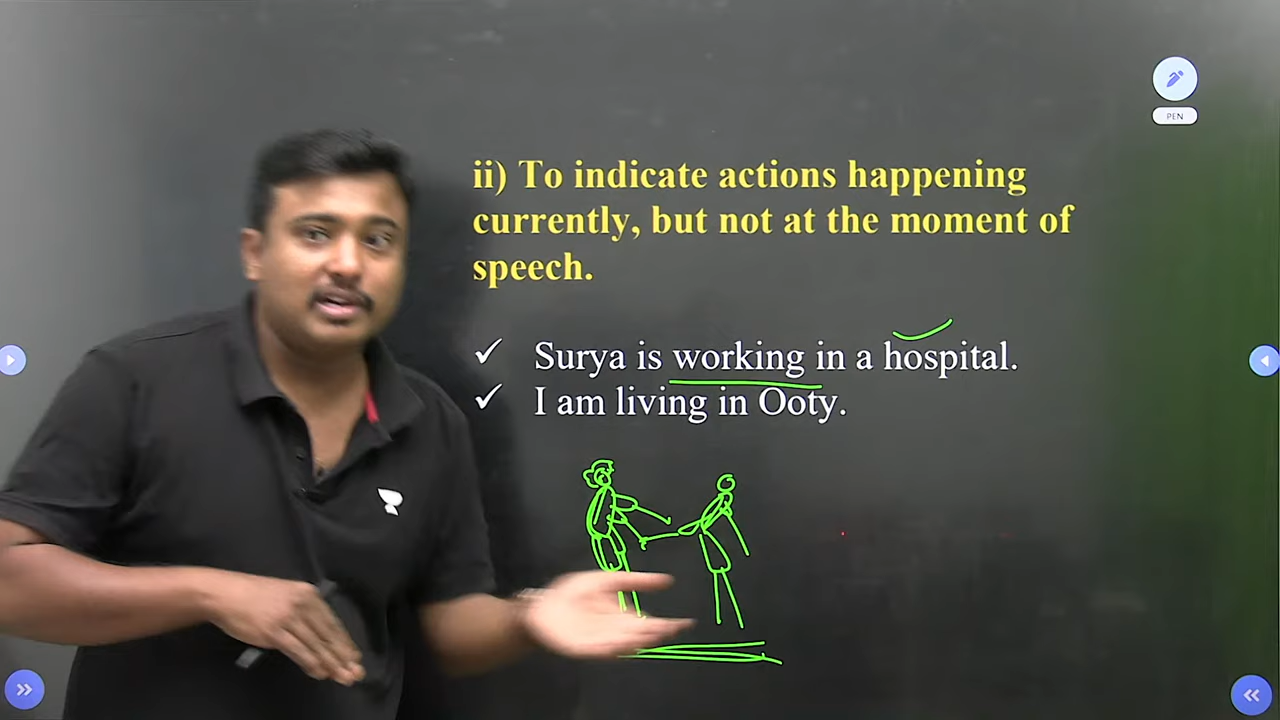 PEN
ii) To indicate actions happening
currently, but not at the moment of
speech.
✓ Surya is working in a hospital.
✓ I am living in Ooty.